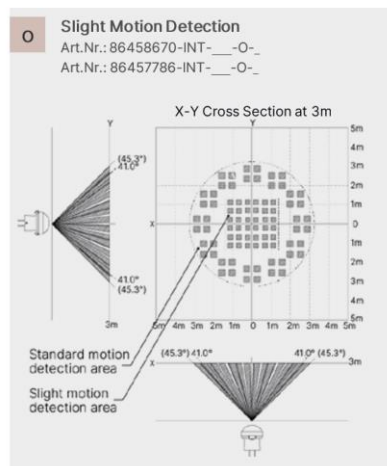 O
Slight Motion Detection
Art.Nr.: 86458670-INT-___-O-_
Art.Nr.: 86457786-INT-___-O-_
X-Y Cross Section at 3m
Y
Y
5m
4m
3m
2m
1m
0
1m
2m
3m
4m
5m
(45.3°)
41.0°
X
X
41.0°
(45.3°)
3m
5m 4m 3m 2m 1m 0 1m 2m 3m 4m 5m
Standard motion
detection area
Slight motion
detection area
(45.3°) 41.0°
41.0° (45.3°)
X
3m